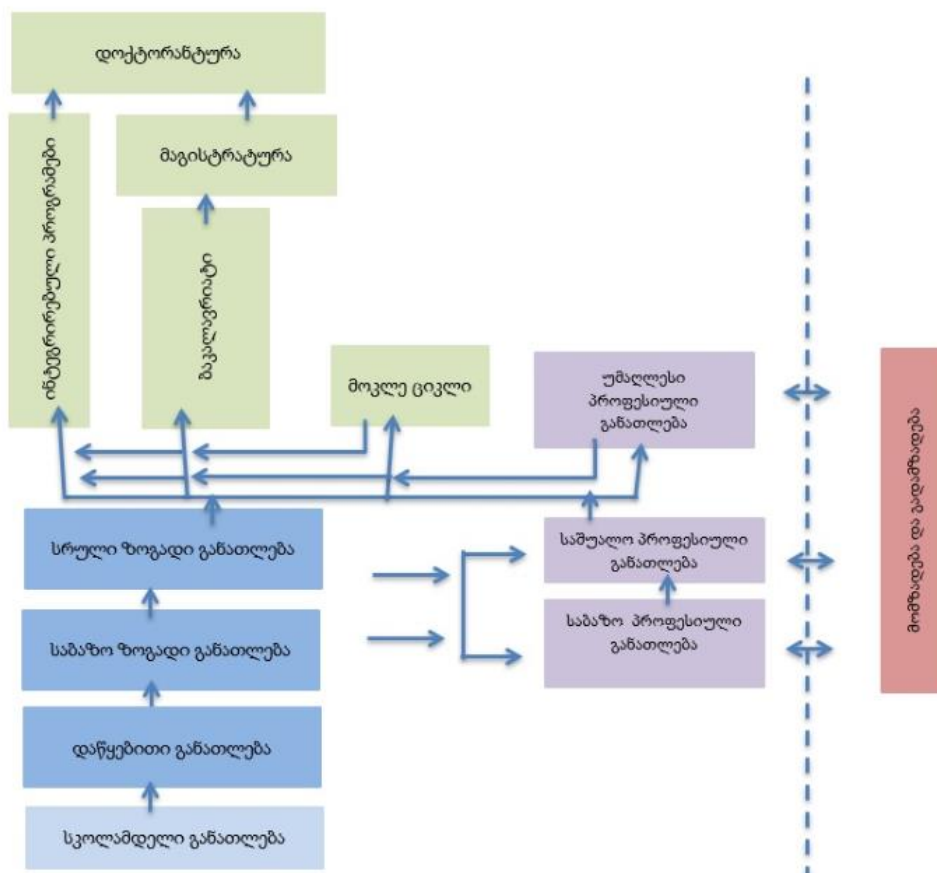 დოქტორანტურა
ინტეგრირებული პროგრამები
მაგისტრატურა
ბაკალავრიატი
მოკლე ციკლი
უმაღლესი
პროფესიული
განათლება
მომზადება და გადამზადება
სრული ზოგადი განათლება
საშუალო პროფესიული
განათლება
საბაზო ზოგადი განათლება
საბაზო პროფესიული
განათლება
დაწყებითი განათლება
სკოლამდელი განათლება